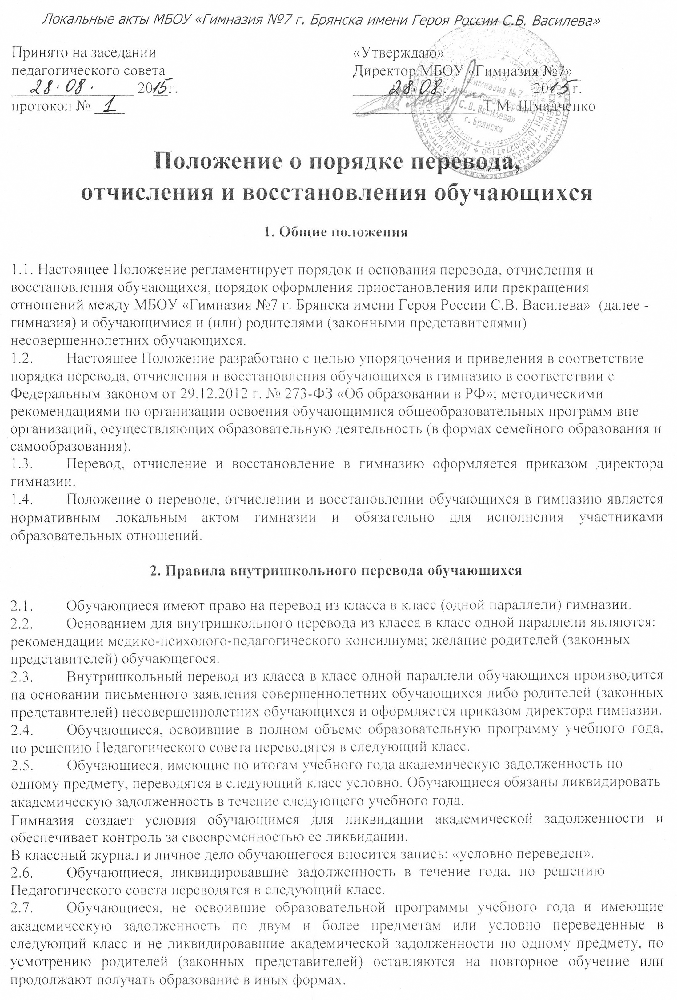 Локальные акты МБОУ «Гимназия №7 г. Брянска имени Героя России С.В. Василева»
Принято на заседании
педагогического совета
28.08. 2015г.
протокол № 1
«Утверждаю»
Директор МБОУ «Гимназия №7»
28.08. 2015г.
Т.М. Шмадченко
Гимназия № 7
имени Героя России
С. В. Василева»
г. Брянска
Положение о порядке перевода,
отчисления и восстановления обучающихся
1. Общие положения
1.1. Настоящее Положение регламентирует порядок и основания перевода, отчисления и
восстановления обучающихся, порядок оформления приостановления или прекращения
отношений между МБОУ «Гимназия №7 г. Брянска имени Героя России С.В. Василева» (далее -
гимназия) и обучающимися и (или) родителями (законными представителями)
несовершеннолетних обучающихся.
1.2. Настоящее Положение разработано с целью упорядочения и приведения в соответствие
порядка перевода, отчисления и восстановления обучающихся в гимназию в соответствии с
Федеральным законом от 29.12.2012 г. № 273-ФЗ «Об образовании в РФ»; методическими
рекомендациями по организации освоения обучающимися общеобразовательных программ вне
организаций, осуществляющих образовательную деятельность (в формах семейного образования и
самообразования).
1.3. Перевод, отчисление и восстановление в гимназию оформляется приказом директора
гимназии.
1.4. Положение о переводе, отчислении и восстановлении обучающихся в гимназию является
нормативным локальным актом гимназии и обязательно для исполнения участниками
образовательных отношений.
2. Правила внутришкольного перевода обучающихся
2.1. Обучающиеся имеют право на перевод из класса в класс (одной параллели) гимназии.
2.2. Основанием для внутришкольного перевода из класса в класс одной параллели являются:
рекомендации медико-психолого-педагогического консилиума; желание родителей (законных
представителей) обучающегося.
2.3. Внутришкольный перевод из класса в класс одной параллели обучающихся производится
на основании письменного заявления совершеннолетних обучающихся либо родителей (законных
представителей) несовершеннолетних обучающихся и оформляется приказом директора гимназии.
2.4. Обучающиеся, освоившие в полном объеме образовательную программу учебного года,
по решению Педагогического совета переводятся в следующий класс.
2.5. Обучающиеся, имеющие по итогам учебного года академическую задолженность по
одному предмету, переводятся в следующий класс условно. Обучающиеся обязаны ликвидировать
академическую задолженность в течение следующего учебного года.
Гимназия создает условия обучающимся для ликвидации академической задолженности и
обеспечивает контроль за своевременностью ее ликвидации.
В классный журнал и личное дело обучающегося вносится запись: «условно переведен».
2.6. Обучающиеся, ликвидировавшие задолженность в течение года, по решению
Педагогического совета переводятся в следующий класс.
2.7. Обучающиеся, не освоившие образовательной программы учебного года и имеющие
академическую задолженность по двум и более предметам или условно переведенные в
следующий класс и не ликвидировавшие академической задолженности по одному предмету, по
усмотрению родителей (законных представителей) оставляются на повторное обучение или
продолжают получать образование в иных формах.